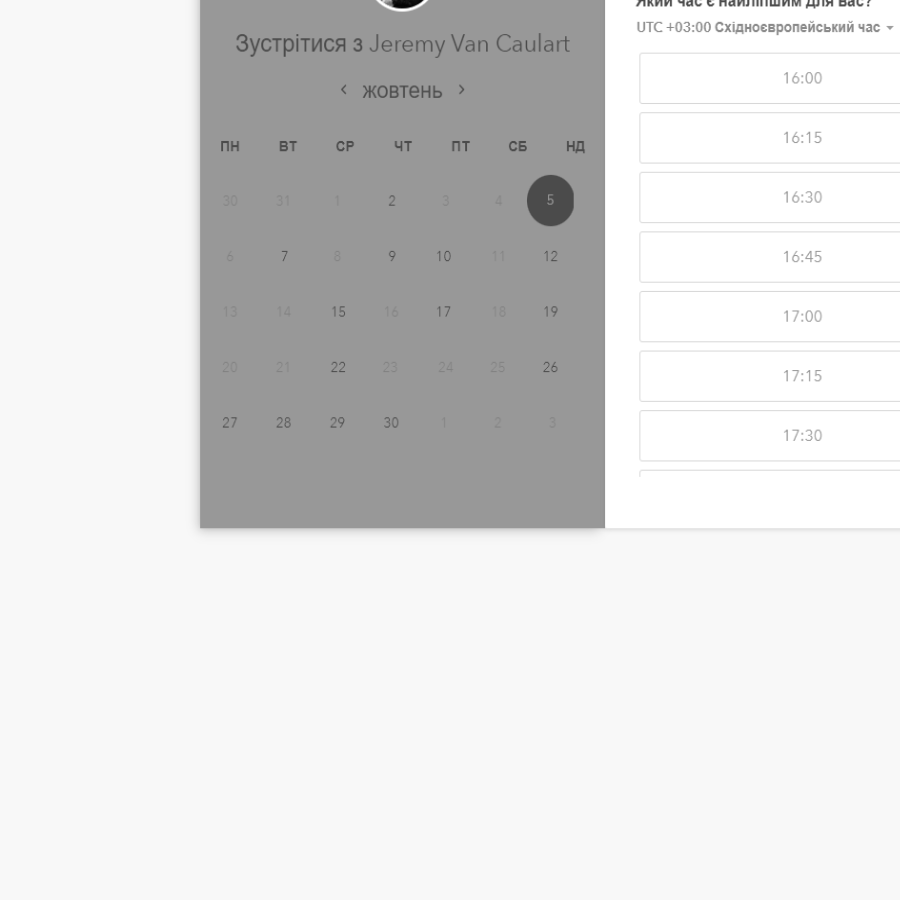 Зустрітися з Jeremy Van Caulart
жовтень
ПН ВТ СР ЧТ ПТ СБ НД
30 31 1 2 3 4 5
6 7 8 9 10 11 12
13 14 15 16 17 18 19
20 21 22 23 24 25 26
27 28 29 30 1 2 3
Який час є найліпшим для вас?
UTC +03:00 Східноєвропейський час
16:00
16:15
16:30
16:45
17:00
17:15
17:30